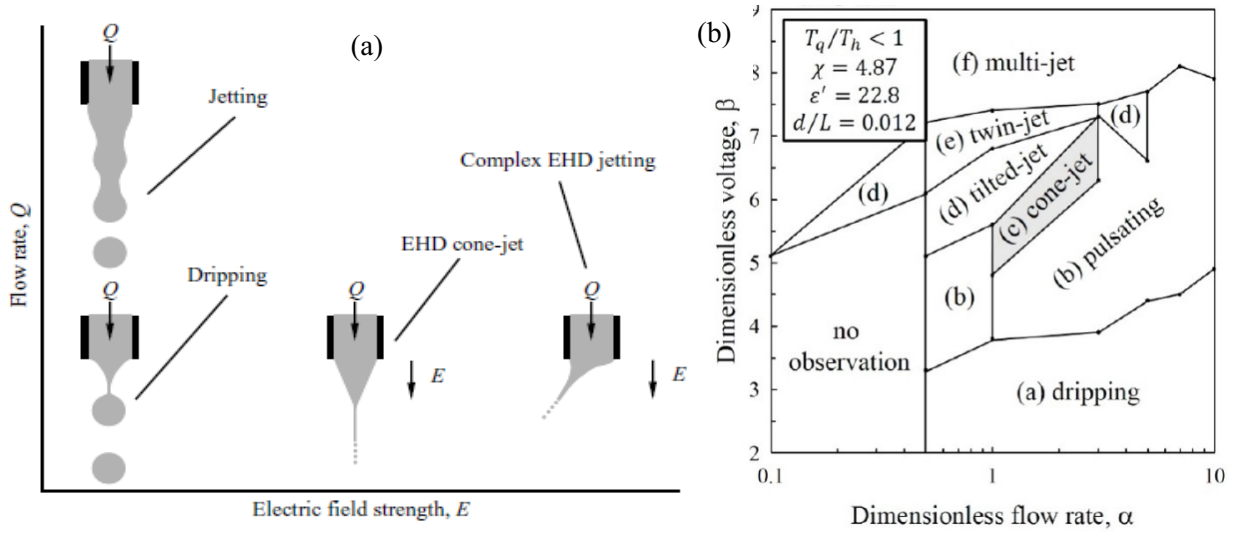 (a)
Q
Jetting
Complex EHD jetting
EHD cone-jet
Dripping
Q
Q
Q
E
E
Flow rate, Q
Electric field strength, E
(b)
T_q/T_h < 1
χ = 4.87
ε′ = 22.8
d/L = 0.012
(f) multi-jet
(e) twin-jet
(d)
(d) tilted-jet
(d)
(c) cone-jet
(b) pulsating
(b)
no
observation
(a) dripping
Dimensionless voltage, β
9
8
7
6
5
4
3
2
0.1
1
10
Dimensionless flow rate, α